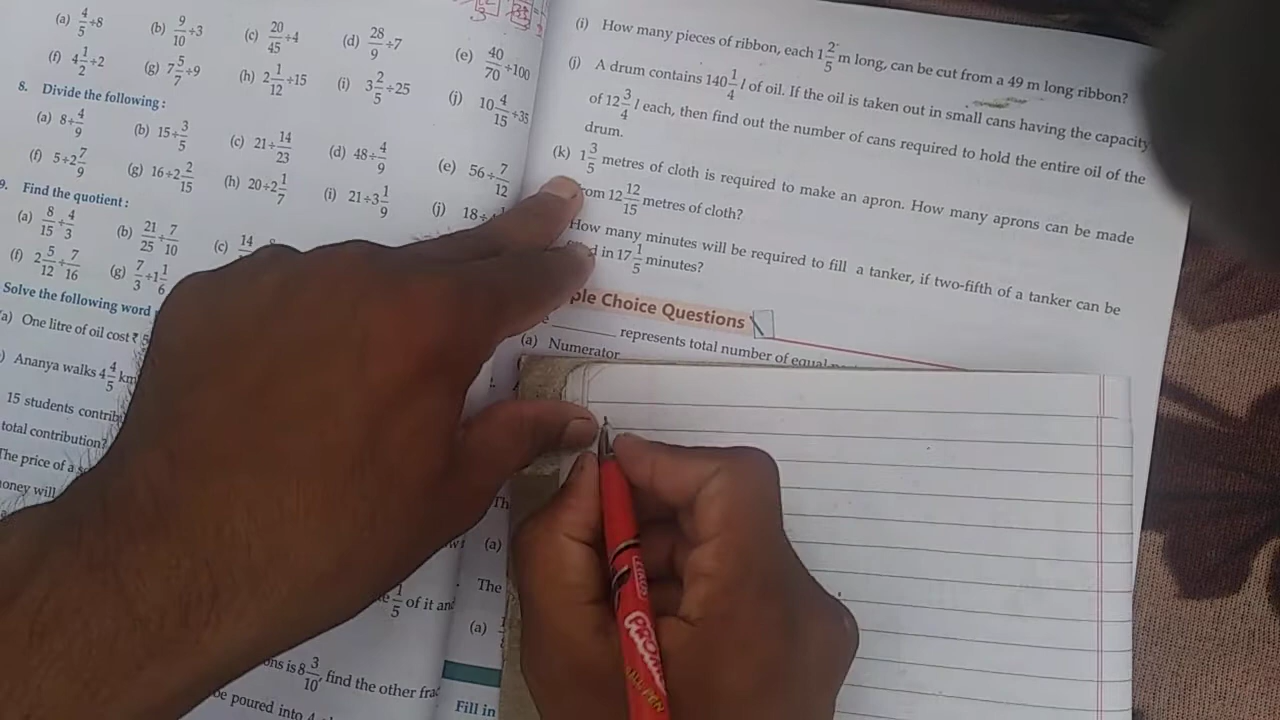 (a) 4/5 ÷8 (b) 9/10 ÷3 (c) 20/45 ÷4 (d) 28/9 ÷7 (e) 40/70 ÷100
(f) 4 1/2 ÷2 (g) 7 5/7 ÷9 (h) 2 1/12 ÷15 (i) 3 2/5 ÷25 (j) 10 4/15 ÷35
8. Divide the following :
(a) 8÷ 4/9 (b) 15÷ 3/5 (c) 21÷ 14/23 (d) 48÷ 4/9 (e) 56÷ 7/12
(f) 5÷2 7/9 (g) 16÷2 2/15 (h) 20÷2 1/7 (i) 21÷3 1/9 (j) 18÷
9. Find the quotient :
(a) 8/15 ÷ 4/3 (b) 21/25 ÷ 7/10 (c) 14
(f) 2 5/12 ÷ 7/16 (g) 7/3 ÷1 1/6
Solve the following word
a) One litre of oil cost ₹ 5
) Ananya walks 4 4/5 km
15 students contrib
total contribution?
The price of a s
oney will
1/5 of it and
ons is 8 3/10, find the other frac
be poured into 4
(i) How many pieces of ribbon, each 1 2/5 m long, can be cut from a 49 m long ribbon?
(j) A drum contains 140 1/4 l of oil. If the oil is taken out in small cans having the capacity
of 12 3/4 l each, then find out the number of cans required to hold the entire oil of the
drum.
(k) 1 3/5 metres of cloth is required to make an apron. How many aprons can be made
from 12 12/15 metres of cloth?
How many minutes will be required to fill a tanker, if two-fifth of a tanker can be
d in 17 1/5 minutes?
ple Choice Questions
______ represents total number of equal
(a) Numerator
Th
(a)
The
(a)
Fill in